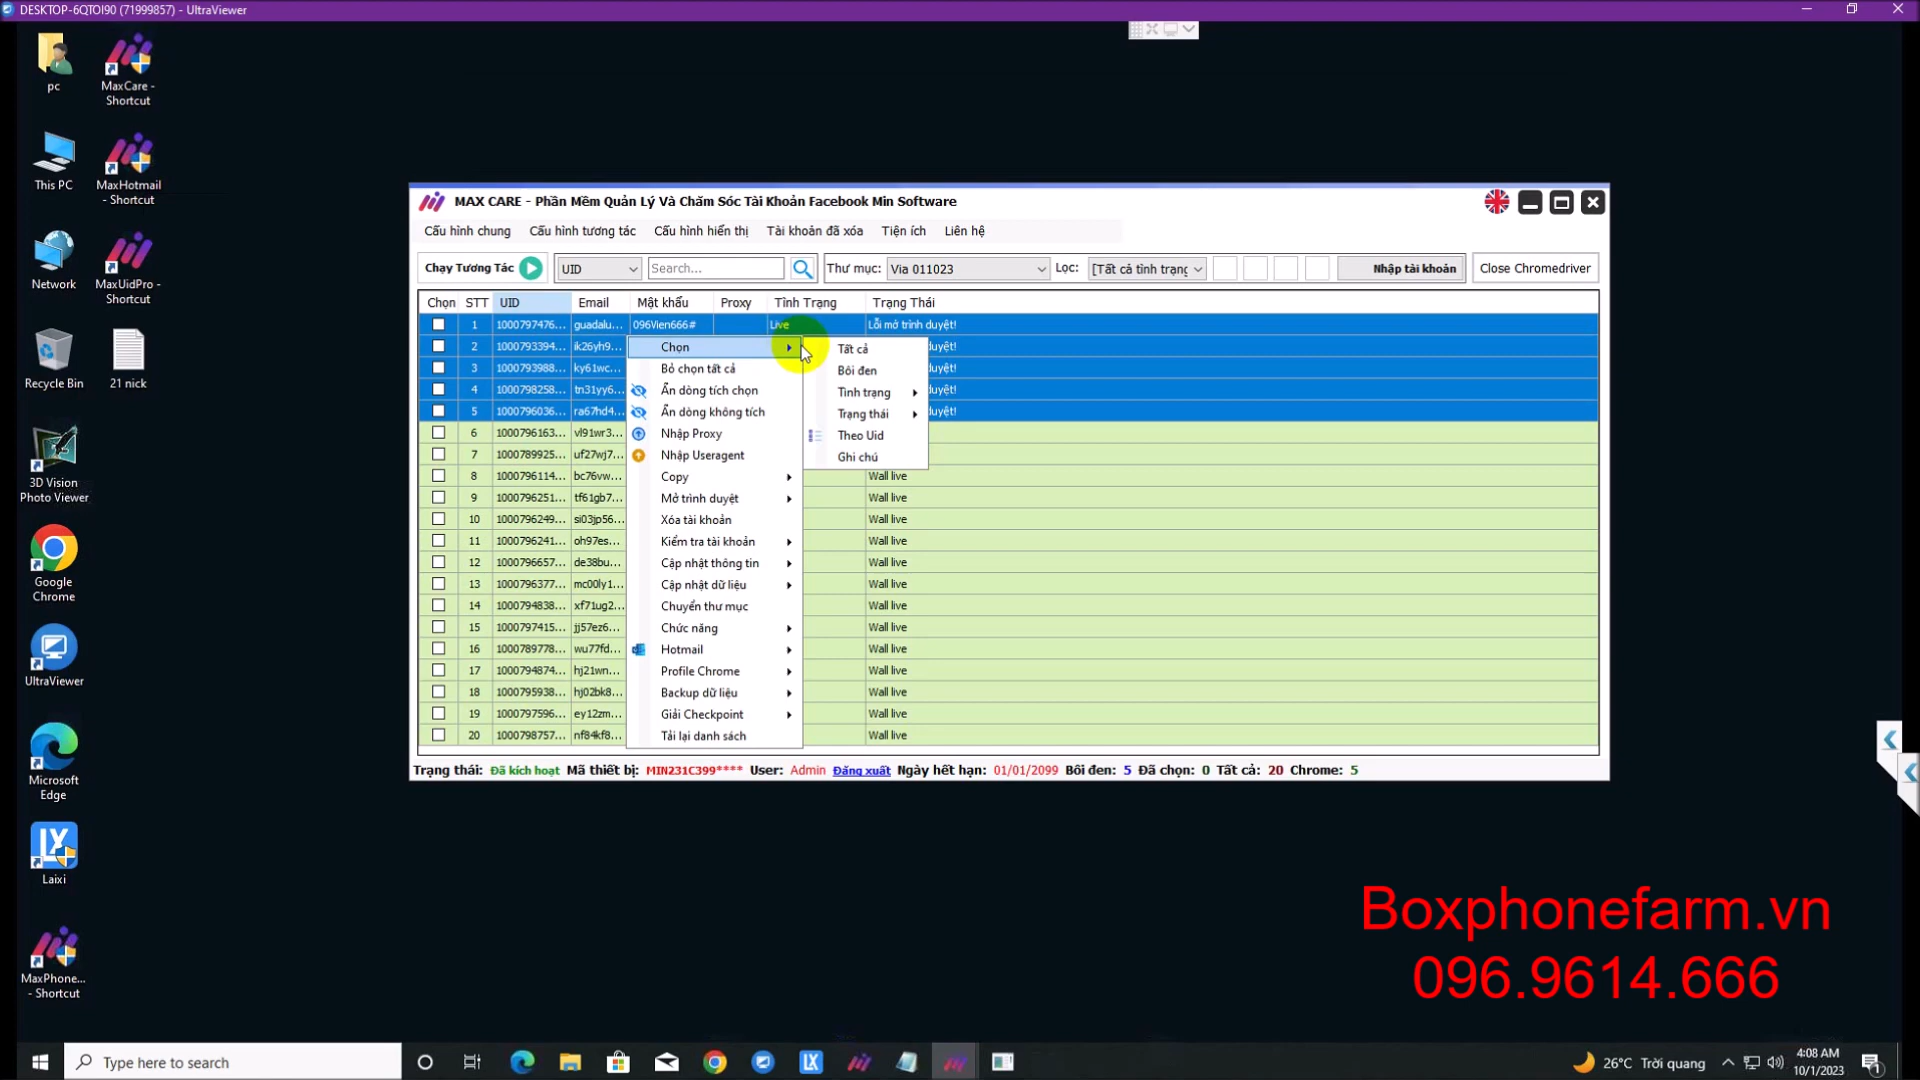 DESKTOP-6QTOI90 (71999857) - UltraViewer
pc
MaxCare -
Shortcut
This PC
MaxHotmail
- Shortcut
Network
MaxUidPro -
Shortcut
Recycle Bin
21 nick
3D Vision
Photo Viewer
Google
Chrome
UltraViewer
Microsoft
Edge
Laixi
MaxPhone...
- Shortcut
MAX CARE - Phần Mềm Quản Lý Và Chăm Sóc Tài Khoản Facebook Min Software
Cấu hình chung Cấu hình tương tác Cấu hình hiển thị Tài khoản đã xóa Tiện ích Liên hệ
Chạy Tương Tác UID Search... Thư mục: Via 011023 Lọc: [Tất cả tình trạng Nhập tài khoản Close Chromedriver
Chọn STT UID Email Mật khẩu Proxy Tình Trạng Trạng Thái
1 1000797476... guadalu... 096Vien666# Live Lỗi mở trình duyệt!
2 1000793394... ik26yh9... duyệt!
3 1000793988... ky61wc... duyệt!
4 1000798258... tn31yy6... duyệt!
5 1000796036... ra67hd4... duyệt!
6 1000796163... vl91wr3...
7 1000789925... uf27wj7...
8 1000796114... bc76vw... Wall live
9 1000796251... tf61gb7... Wall live
10 1000796249... si03jp56... Wall live
11 1000796241... oh97es... Wall live
12 1000796657... de38bu... Wall live
13 1000796377... mc00ly1... Wall live
14 1000794838... xf71ug2... Wall live
15 1000797415... jj57ez6... Wall live
16 1000789778... wu77fd... Wall live
17 1000794874... hj21wn... Wall live
18 1000795938... hj02bk8... Wall live
19 1000797596... ey12zm... Wall live
20 1000798757... nf84kf8... Wall live
Chọn
Bỏ chọn tất cả
Ẩn dòng tích chọn
Ẩn dòng không tích
Nhập Proxy
Nhập Useragent
Copy
Mở trình duyệt
Xóa tài khoản
Kiểm tra tài khoản
Cập nhật thông tin
Cập nhật dữ liệu
Chuyển thư mục
Chức năng
Hotmail
Profile Chrome
Backup dữ liệu
Giải Checkpoint
Tải lại danh sách
Tất cả
Bôi đen
Tình trạng
Trạng thái
Theo Uid
Ghi chú
Trạng thái: Đã kích hoạt Mã thiết bị: MIN231C399**** User: Admin Đăng xuất Ngày hết hạn: 01/01/2099 Bôi đen: 5 Đã chọn: 0 Tất cả: 20 Chrome: 5
Boxphonefarm.vn
096.9614.666
Type here to search
26°C Trời quang
4:08 AM
10/1/2023